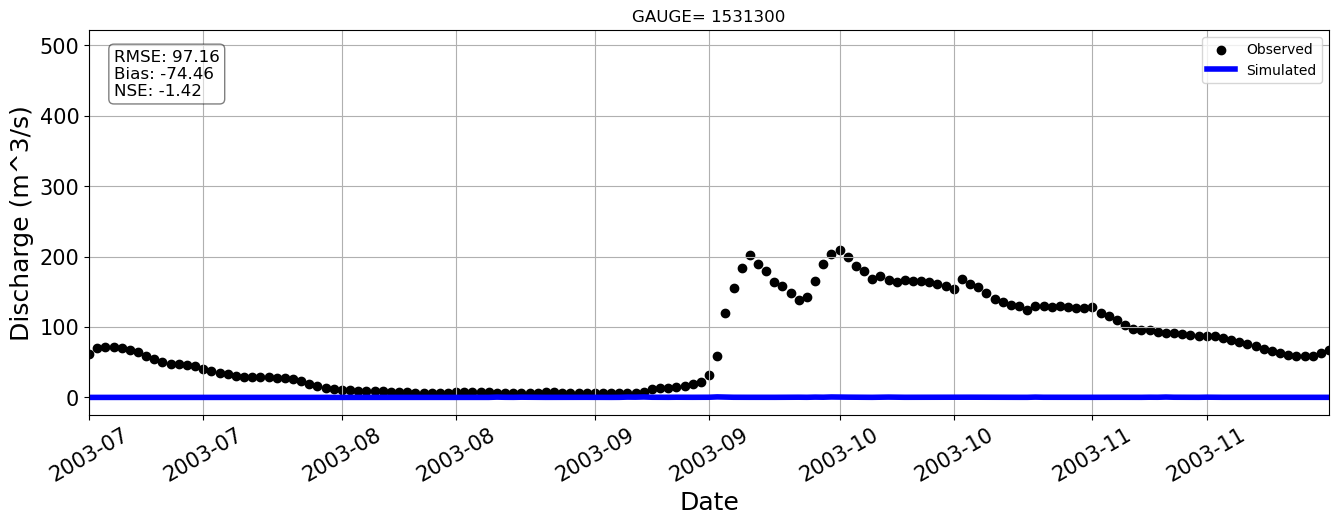 GAUGE= 1531300
RMSE: 97.16
Bias: -74.46
NSE: -1.42
Observed
Simulated
500
400
300
200
100
0
Discharge (m^3/s)
2003-07
2003-07
2003-08
2003-08
2003-09
2003-09
2003-10
2003-10
2003-11
2003-11
Date